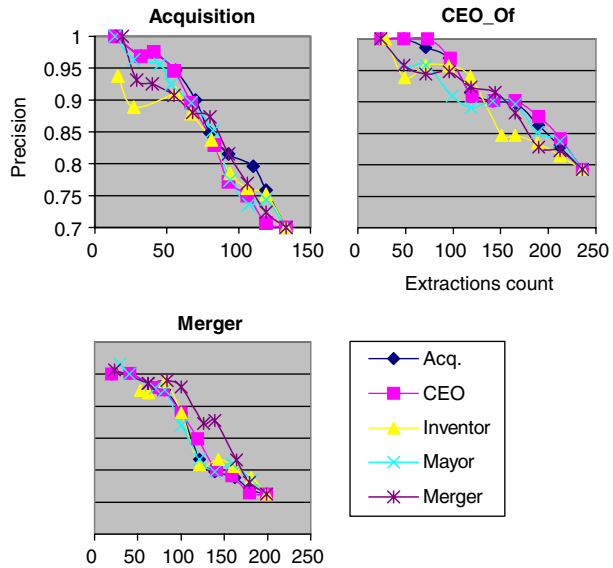 Acquisition
CEO_Of
Precision
1
0.95
0.9
0.85
0.8
0.75
0.7
0 50 100 150
0 50 100 150 200 250
Extractions count
Merger
0 50 100 150 200 250
Acq.
CEO
Inventor
Mayor
Merger